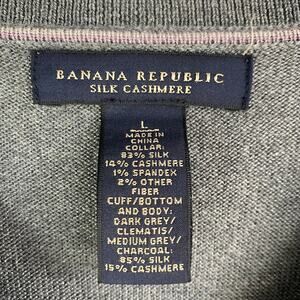 BANANA REPUBLIC
SILK CASHMERE
L
MADE IN
CHINA
COLLAR:
83% SILK
14% CASHMERE
1% SPANDEX
2% OTHER
FIBER
CUFF/BOTTOM
AND BODY:
DARK GREY/
CLEMATIS/
MEDIUM GREY/
CHARCOAL:
85% SILK
15% CASHMERE